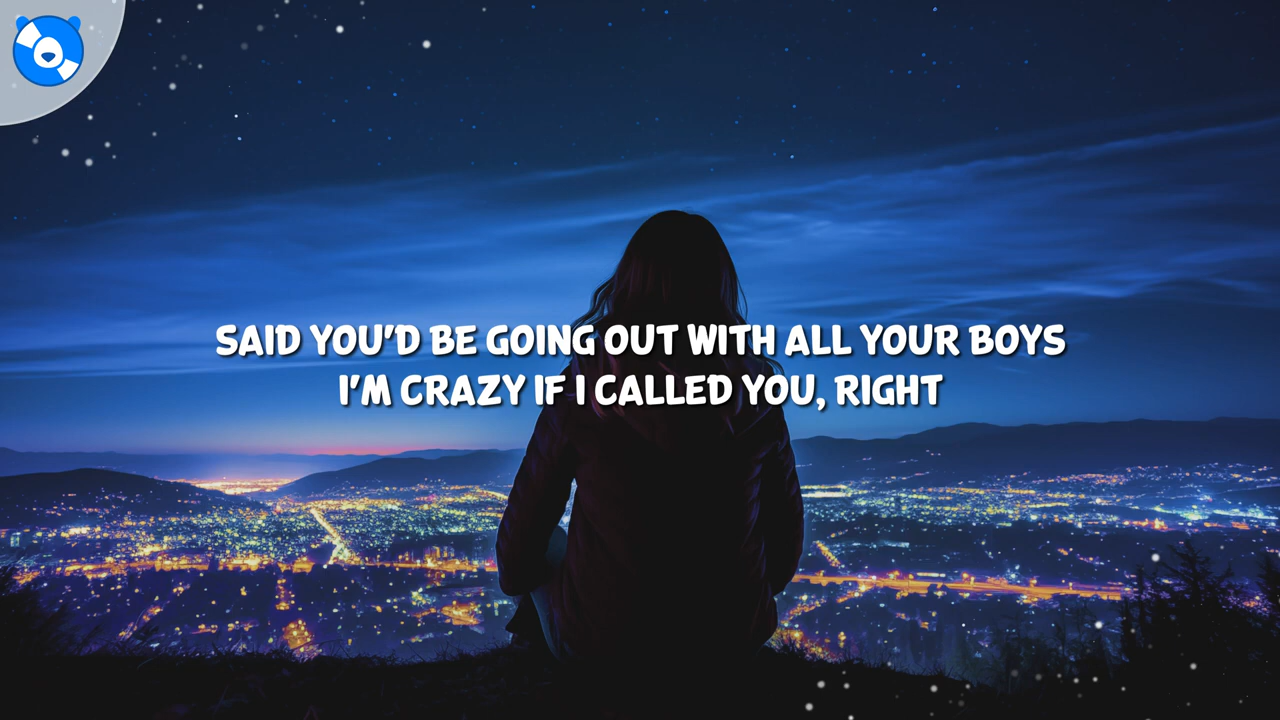 SAID YOU'D BE GOING OUT WITH ALL YOUR BOYS
I'M CRAZY IF I CALLED YOU, RIGHT